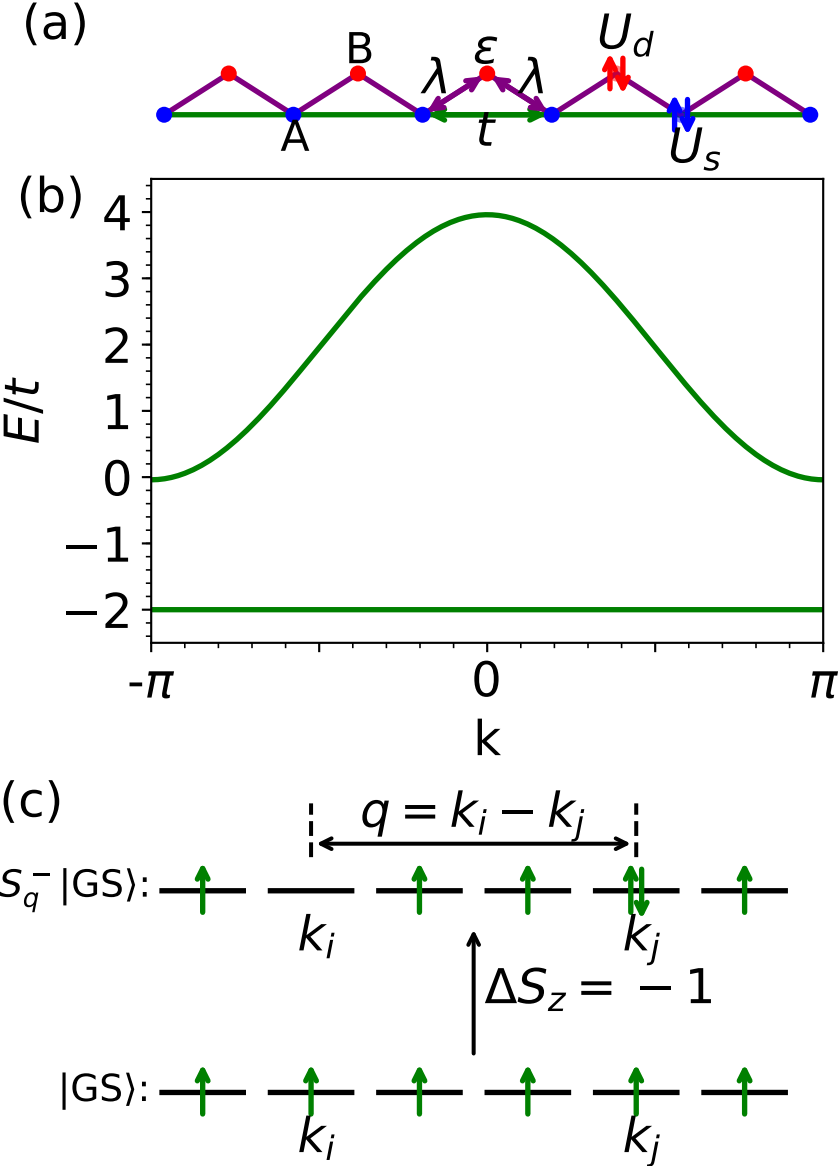 (a)
B ε U_d
λ λ
A t U_s
(b)
4
3
2
1
0
−1
−2
E/t
-π 0 π
k
(c)
q = k_i − k_j
S_q^− |GS⟩:
k_i k_j
ΔS_z = −1
|GS⟩:
k_i k_j